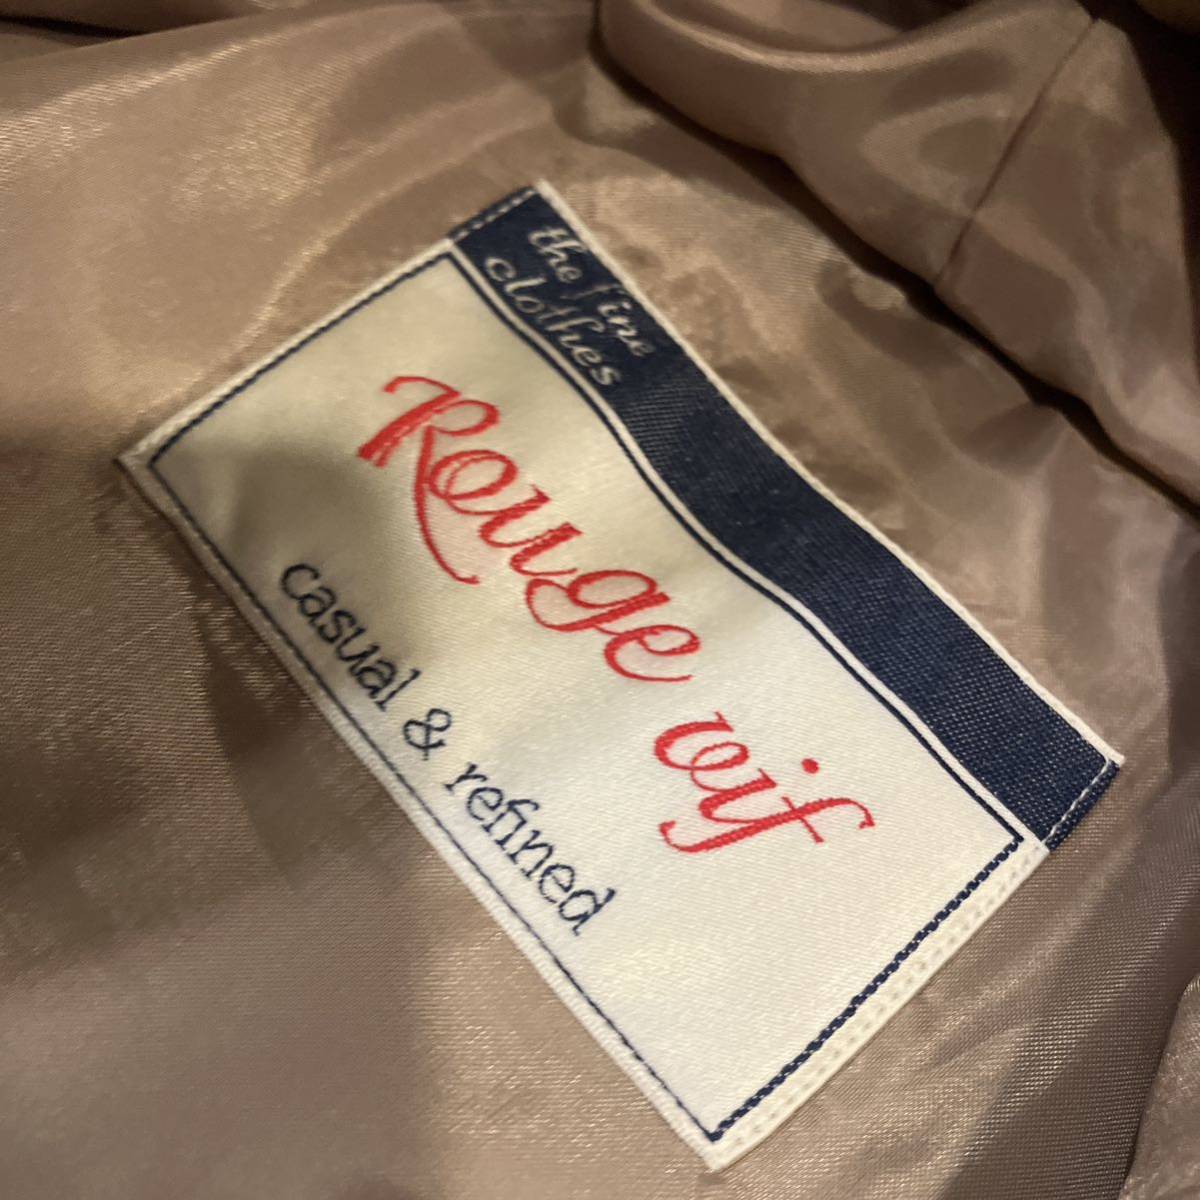 the fine
clothes
Rouge vif
casual & refined